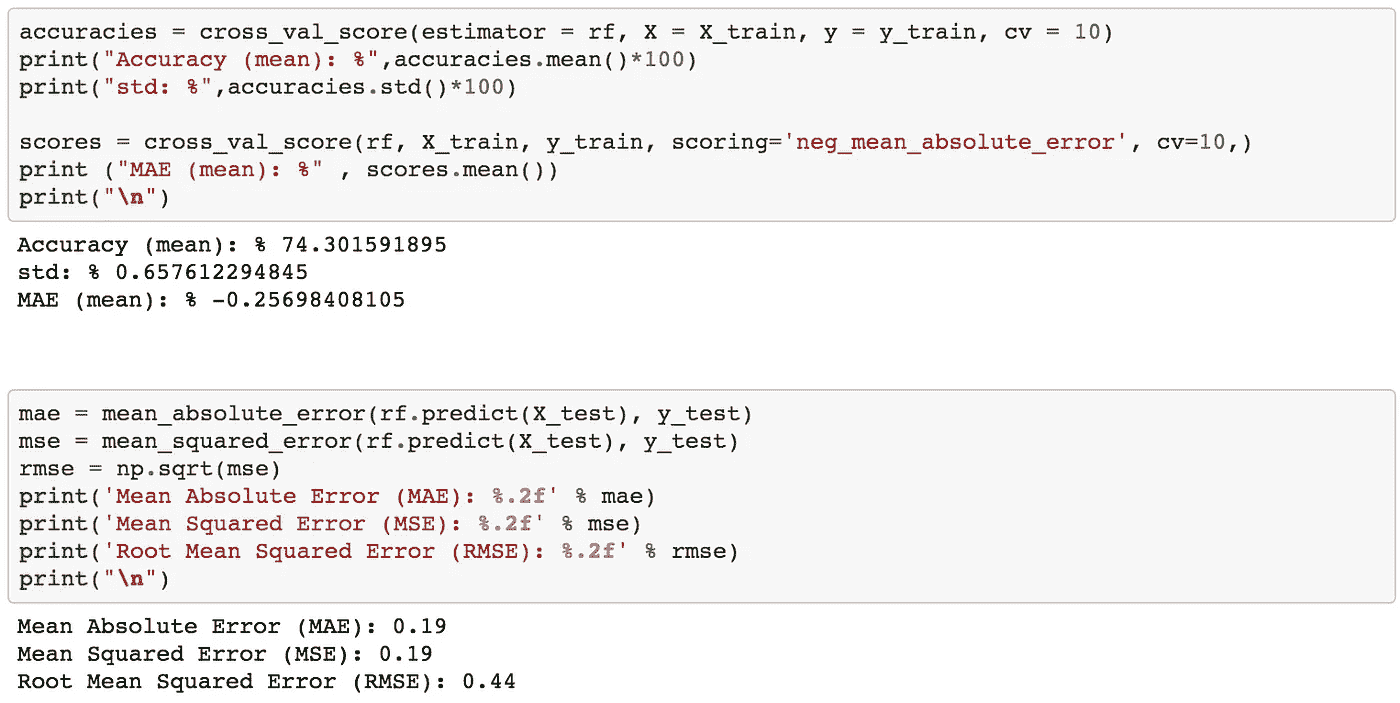 accuracies = cross_val_score(estimator = rf, X = X_train, y = y_train, cv = 10)
print("Accuracy (mean): %",accuracies.mean()*100)
print("std: %",accuracies.std()*100)
scores = cross_val_score(rf, X_train, y_train, scoring='neg_mean_absolute_error', cv=10,)
print ("MAE (mean): %" , scores.mean())
print("\n")
Accuracy (mean): % 74.301591895
std: % 0.657612294845
MAE (mean): % -0.25698408105
mae = mean_absolute_error(rf.predict(X_test), y_test)
mse = mean_squared_error(rf.predict(X_test), y_test)
rmse = np.sqrt(mse)
print('Mean Absolute Error (MAE): %.2f' % mae)
print('Mean Squared Error (MSE): %.2f' % mse)
print('Root Mean Squared Error (RMSE): %.2f' % rmse)
print("\n")
Mean Absolute Error (MAE): 0.19
Mean Squared Error (MSE): 0.19
Root Mean Squared Error (RMSE): 0.44